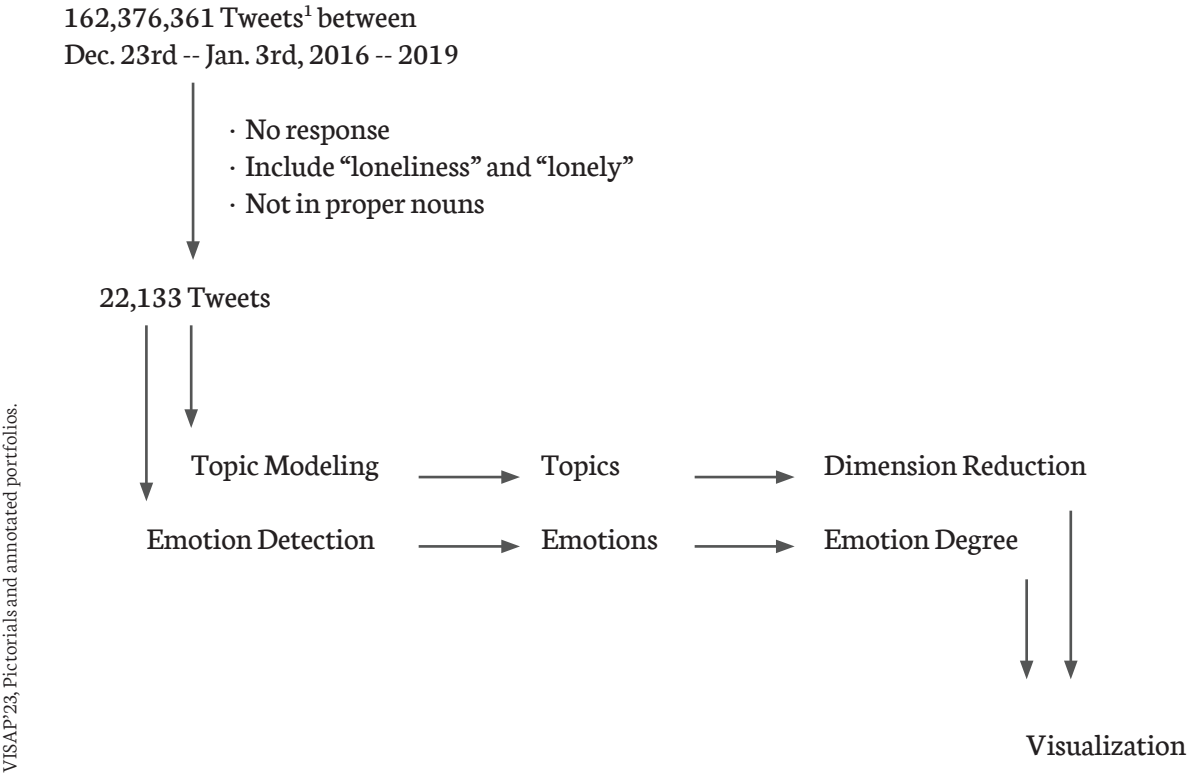 162,376,361 Tweets¹ between
Dec. 23rd -- Jan. 3rd, 2016 -- 2019
· No response
· Include “loneliness” and “lonely”
· Not in proper nouns
22,133 Tweets
Topic Modeling
Topics
Dimension Reduction
Emotion Detection
Emotions
Emotion Degree
Visualization
VISAP’23, Pictorials and annotated portfolios.